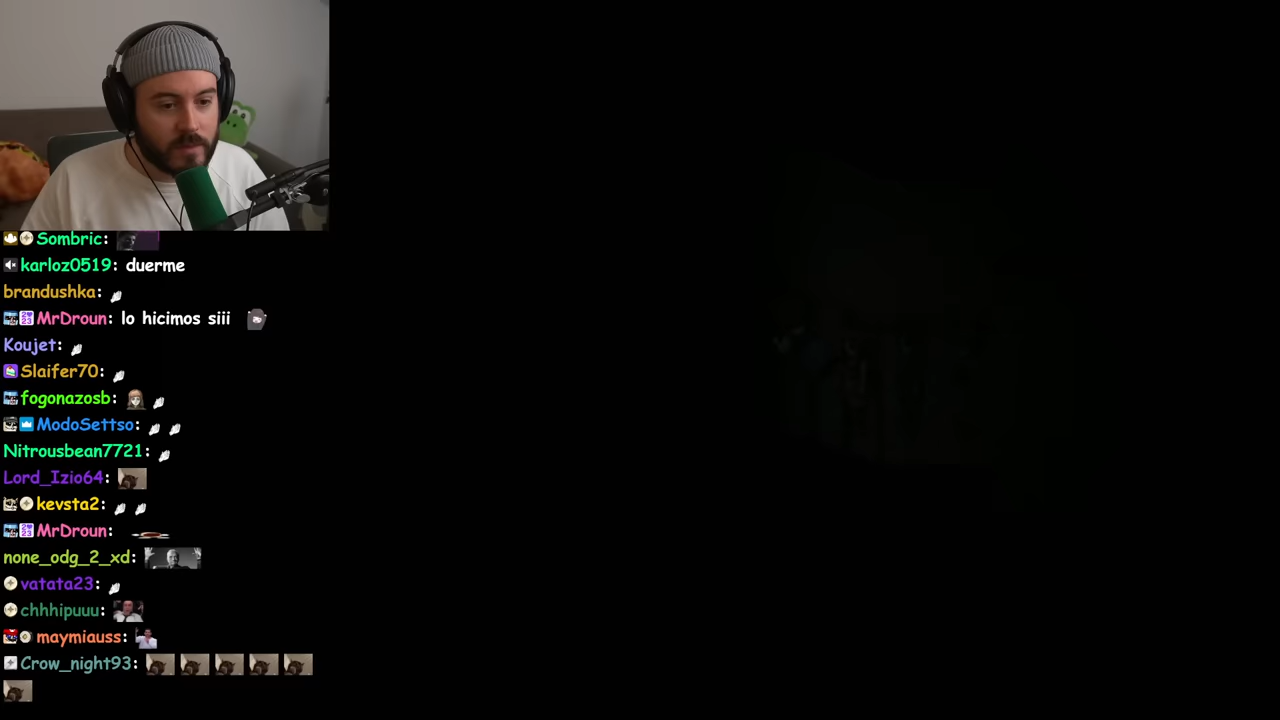 Sombric:
karloz0519: duerme
brandushka:
MrDroun: lo hicimos siii
Koujet:
Slaifer70:
fogonazosb:
ModoSettso:
Nitrousbean7721:
Lord_Izio64:
kevsta2:
MrDroun:
none_odg_2_xd:
vatata23:
chhhipuuu:
maymiauss:
Crow_night93: